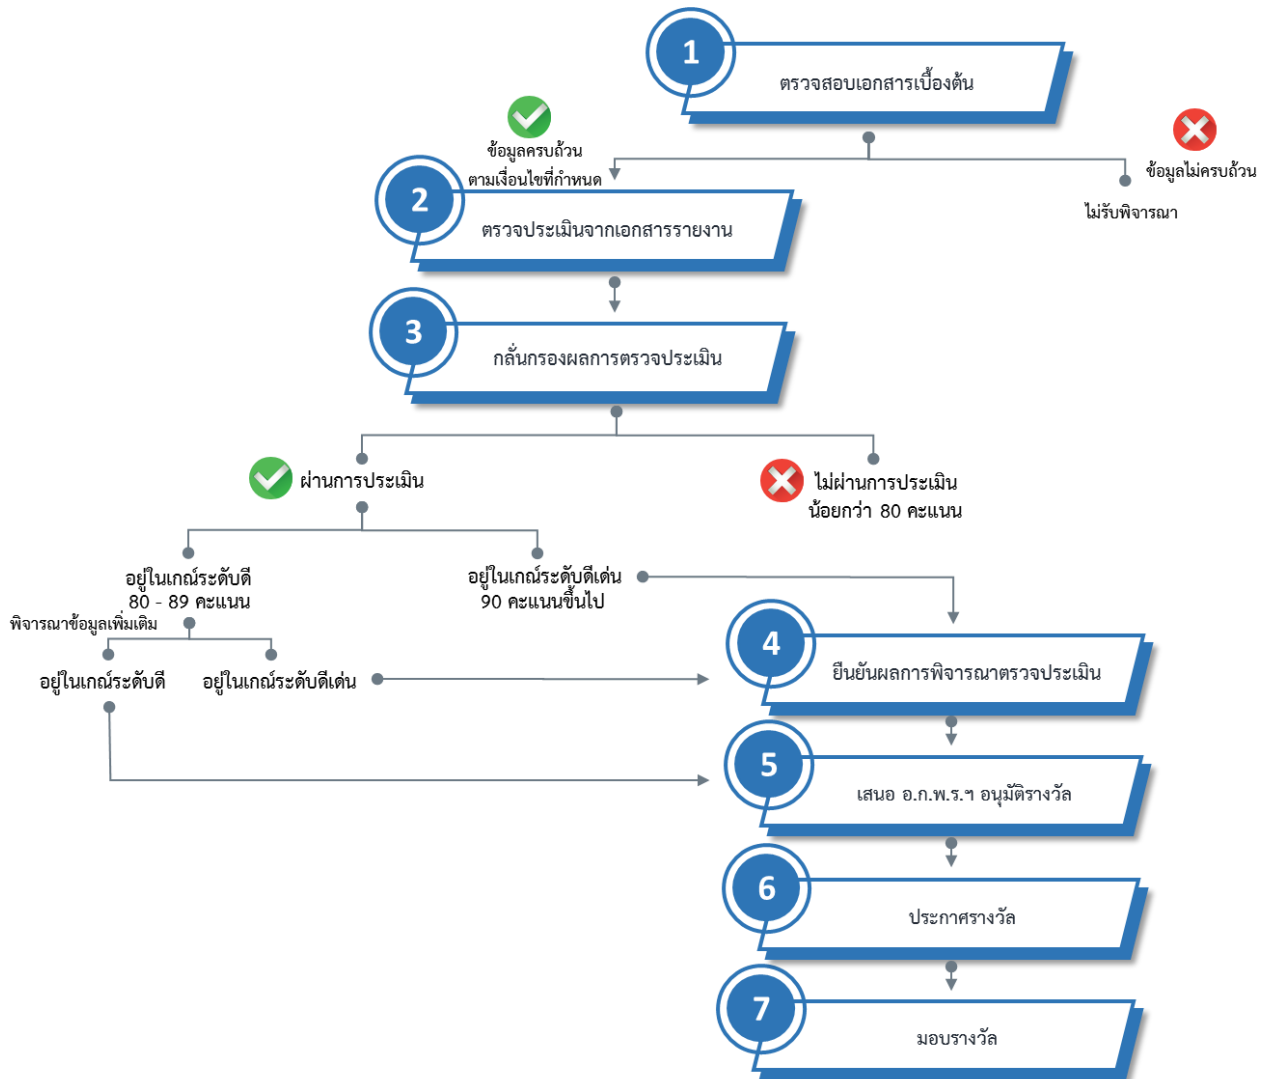 1
ตรวจสอบเอกสารเบื้องต้น
ข้อมูลครบถ้วน
ตามเงื่อนไขที่กำหนด
ข้อมูลไม่ครบถ้วน
ไม่รับพิจารณา
2
ตรวจประเมินจากเอกสารรายงาน
3
กลั่นกรองผลการตรวจประเมิน
ผ่านการประเมิน
ไม่ผ่านการประเมิน
น้อยกว่า 80 คะแนน
อยู่ในเกณ์ระดับดี
80 - 89 คะแนน
อยู่ในเกณ์ระดับดีเด่น
90 คะแนนขึ้นไป
พิจารณาข้อมูลเพิ่มเติม
อยู่ในเกณ์ระดับดี
อยู่ในเกณ์ระดับดีเด่น
4
ยืนยันผลการพิจารณาตรวจประเมิน
5
เสนอ อ.ก.พ.ร.ฯ อนุมัติรางวัล
6
ประกาศรางวัล
7
มอบรางวัล